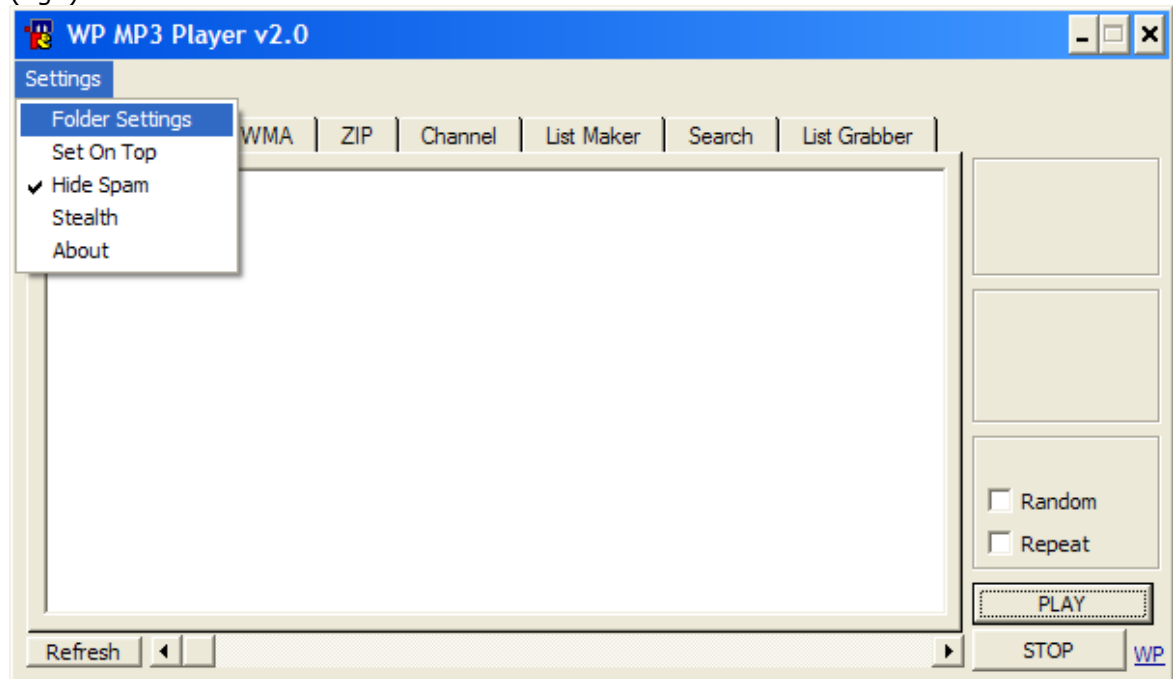 WP MP3 Player v2.0
Settings
Folder Settings
Set On Top
Hide Spam
Stealth
About
WMA ZIP Channel List Maker Search List Grabber
Random
Repeat
PLAY
Refresh STOP WP